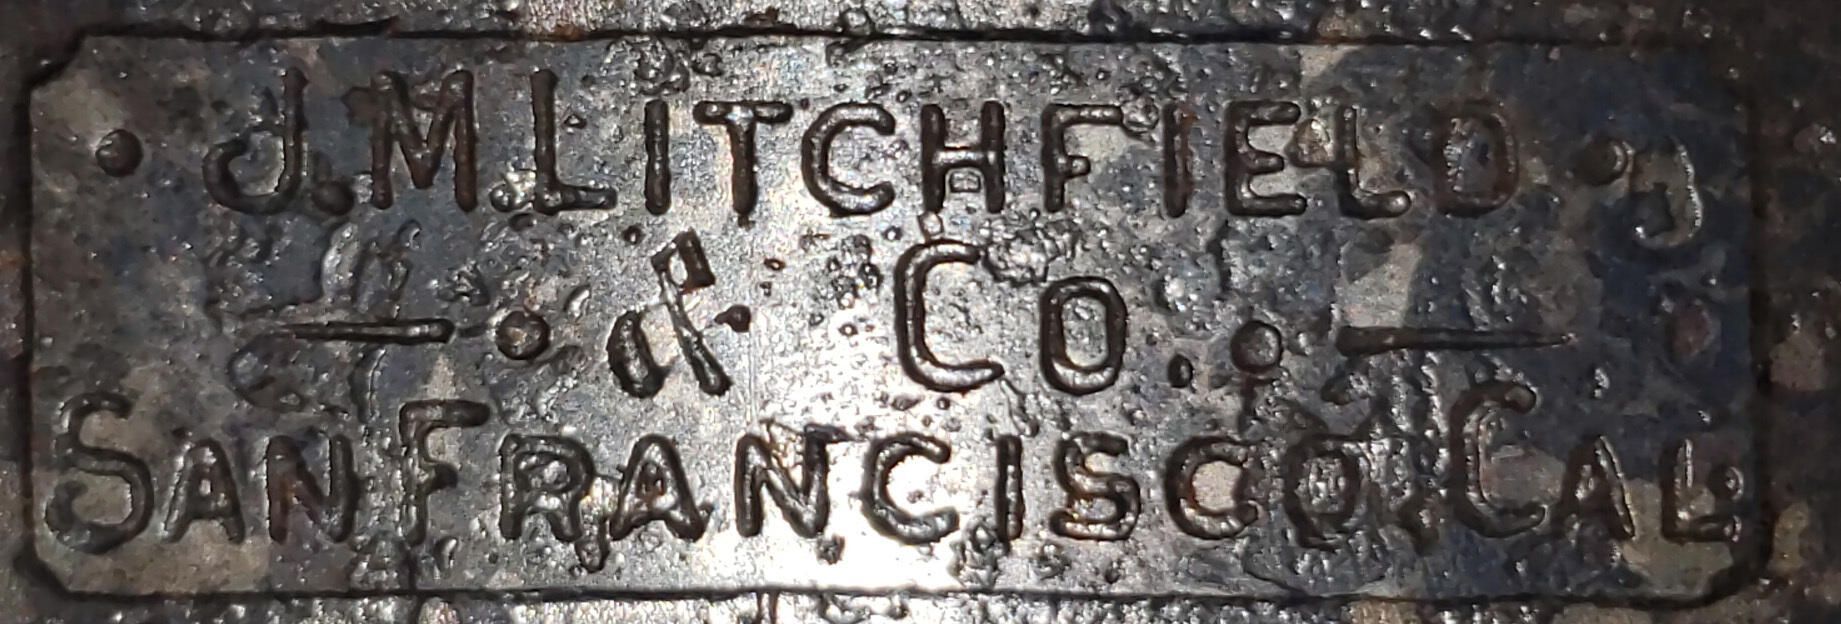 J.M.LITCHFIELD
& Co.
SAN FRANCISCO.CAL.